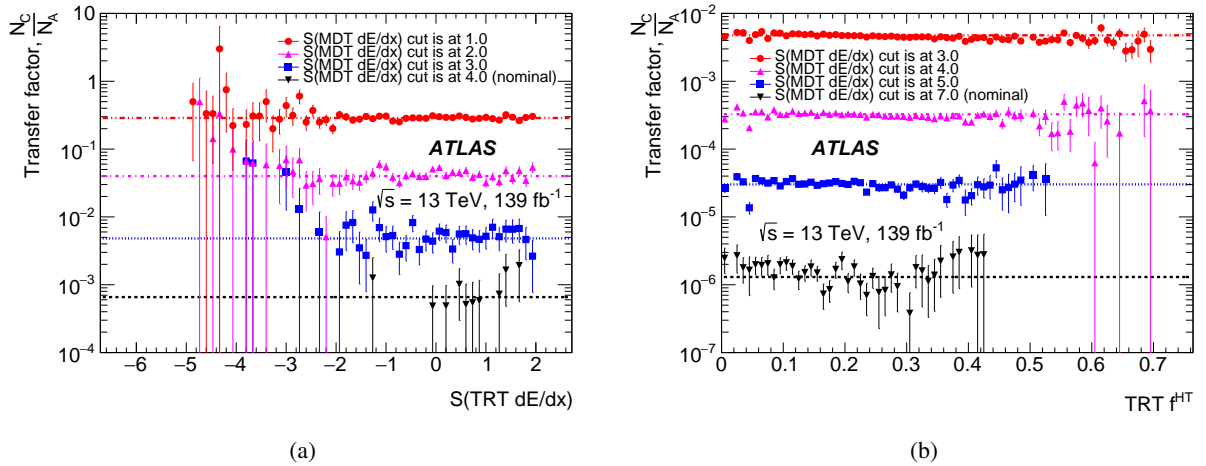 Transfer factor, N_C/N_A
10
1
10⁻¹
10⁻²
10⁻³
10⁻⁴
S(MDT dE/dx) cut is at 1.0
S(MDT dE/dx) cut is at 2.0
S(MDT dE/dx) cut is at 3.0
S(MDT dE/dx) cut is at 4.0 (nominal)
ATLAS
√s = 13 TeV, 139 fb⁻¹
−6 −5 −4 −3 −2 −1 0 1 2
S(TRT dE/dx)
(a)
Transfer factor, N_C/N_A
10⁻²
10⁻³
10⁻⁴
10⁻⁵
10⁻⁶
10⁻⁷
S(MDT dE/dx) cut is at 3.0
S(MDT dE/dx) cut is at 4.0
S(MDT dE/dx) cut is at 5.0
S(MDT dE/dx) cut is at 7.0 (nominal)
ATLAS
√s = 13 TeV, 139 fb⁻¹
0 0.1 0.2 0.3 0.4 0.5 0.6 0.7
TRT f^HT
(b)